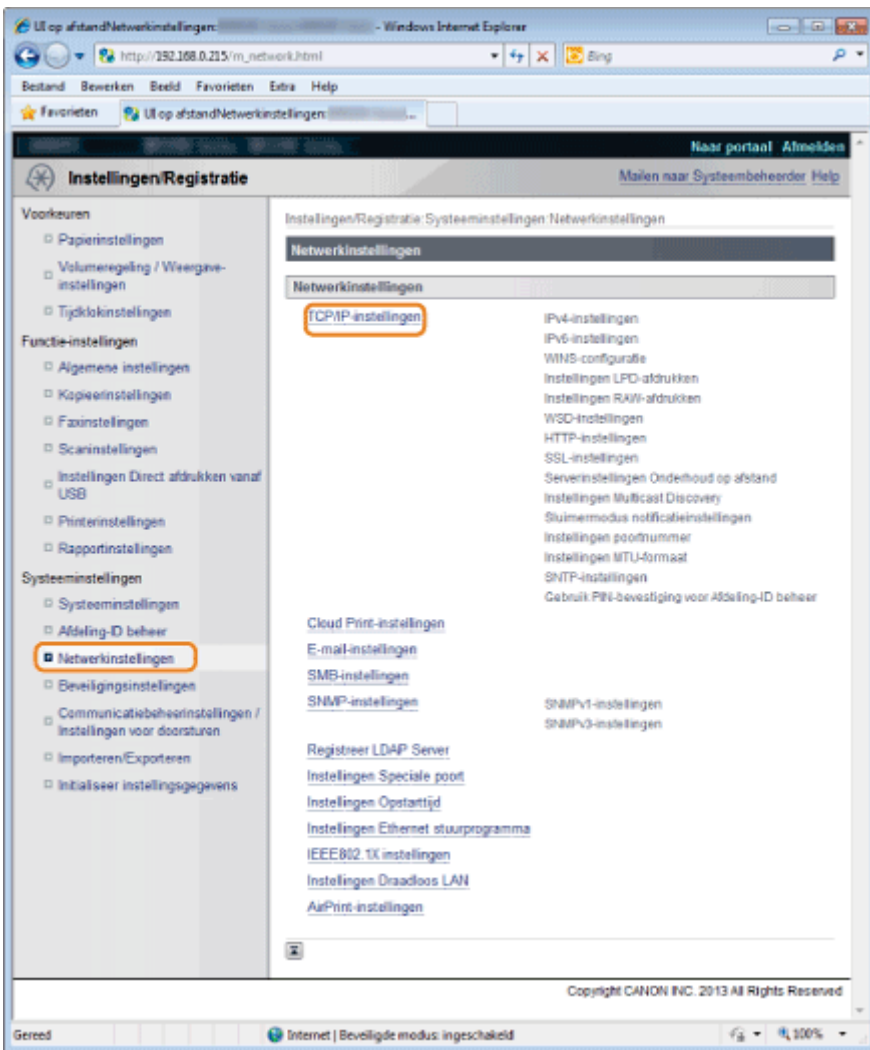 UI op afstandNetwerkinstellingen: - Windows Internet Explorer
http://192.168.0.215/m_network.html
Bing
Bestand Bewerken Beeld Favorieten Extra Help
Favorieten UI op afstandNetwerkinstellingen: ...
Naar portaal Afmelden
Instellingen/Registratie
Mailen naar Systeembeheerder Help
Voorkeuren
Papierinstellingen
Volumeregeling / Weergave-
instellingen
Tijdklokinstellingen
Functie-instellingen
Algemene instellingen
Kopieerinstellingen
Faxinstellingen
Scaninstellingen
Instellingen Direct afdrukken vanaf
USB
Printerinstellingen
Rapportinstellingen
Systeeminstellingen
Systeeminstellingen
Afdeling-ID beheer
Netwerkinstellingen
Beveiligingsinstellingen
Communicatiebeheerinstellingen /
Instellingen voor doorsturen
Importeren/Exporteren
Initialiseer instellingsgegevens
Instellingen/Registratie:Systeeminstellingen:Netwerkinstellingen
Netwerkinstellingen
Netwerkinstellingen
TCP/IP-instellingen
IPv4-instellingen
IPv6-instellingen
WINS-configuratie
Instellingen LPD-afdrukken
Instellingen RAW-afdrukken
WSD-instellingen
HTTP-instellingen
SSL-instellingen
Serverinstellingen Onderhoud op afstand
Instellingen Multicast Discovery
Sluimermodus notificatieinstellingen
Instellingen poortnummer
Instellingen MTU-formaat
SNTP-instellingen
Gebruik PIN-bevestiging voor Afdeling-ID beheer
Cloud Print-instellingen
E-mail-instellingen
SMB-instellingen
SNMP-instellingen
SNMPv1-instellingen
SNMPv3-instellingen
Registreer LDAP Server
Instellingen Speciale poort
Instellingen Opstarttijd
Instellingen Ethernet stuurprogramma
IEEE802.1X instellingen
Instellingen Draadloos LAN
AirPrint-instellingen
Copyright CANON INC. 2013 All Rights Reserved
Gereed
Internet | Beveiligde modus: ingeschakeld
100%